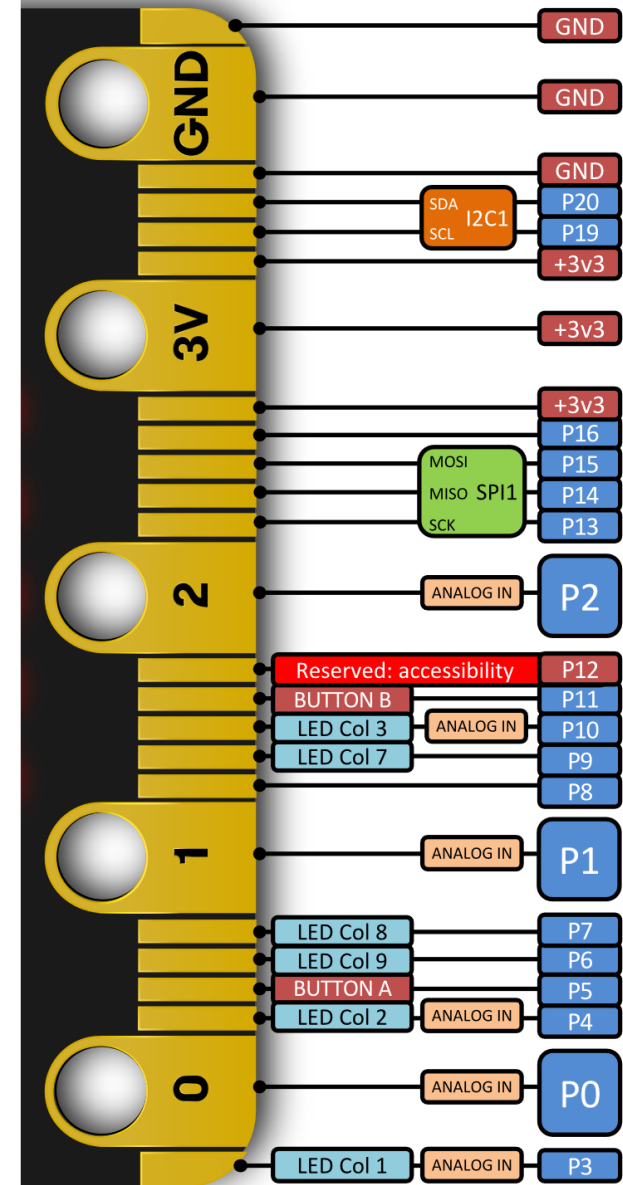 GND
GND
GND
GND
SDA I2C1 P20
SCL P19
+3v3
3V +3v3
+3v3
P16
MOSI P15
MISO SPI1 P14
SCK P13
2 ANALOG IN P2
Reserved: accessibility P12
BUTTON B P11
LED Col 3 ANALOG IN P10
LED Col 7 P9
P8
1 ANALOG IN P1
LED Col 8 P7
LED Col 9 P6
BUTTON A P5
LED Col 2 ANALOG IN P4
0 ANALOG IN P0
LED Col 1 ANALOG IN P3